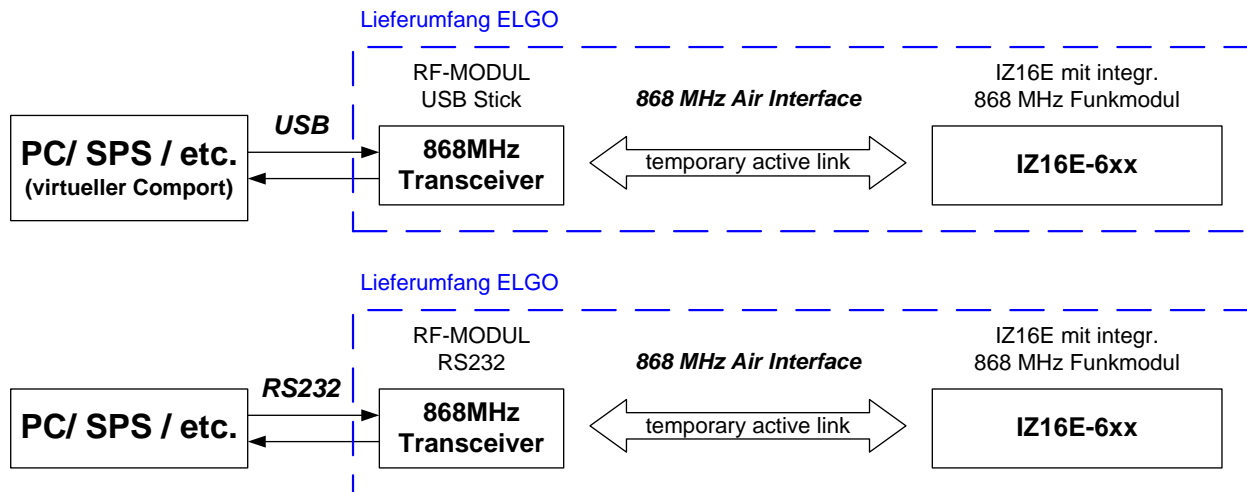 Lieferumfang ELGO
RF-MODUL
USB Stick
868 MHz Air Interface
IZ16E mit integr.
868 MHz Funkmodul
PC/ SPS / etc.
(virtueller Comport)
USB
868MHz
Transceiver
temporary active link
IZ16E-6xx
Lieferumfang ELGO
RF-MODUL
RS232
868 MHz Air Interface
IZ16E mit integr.
868 MHz Funkmodul
PC/ SPS / etc.
RS232
868MHz
Transceiver
temporary active link
IZ16E-6xx